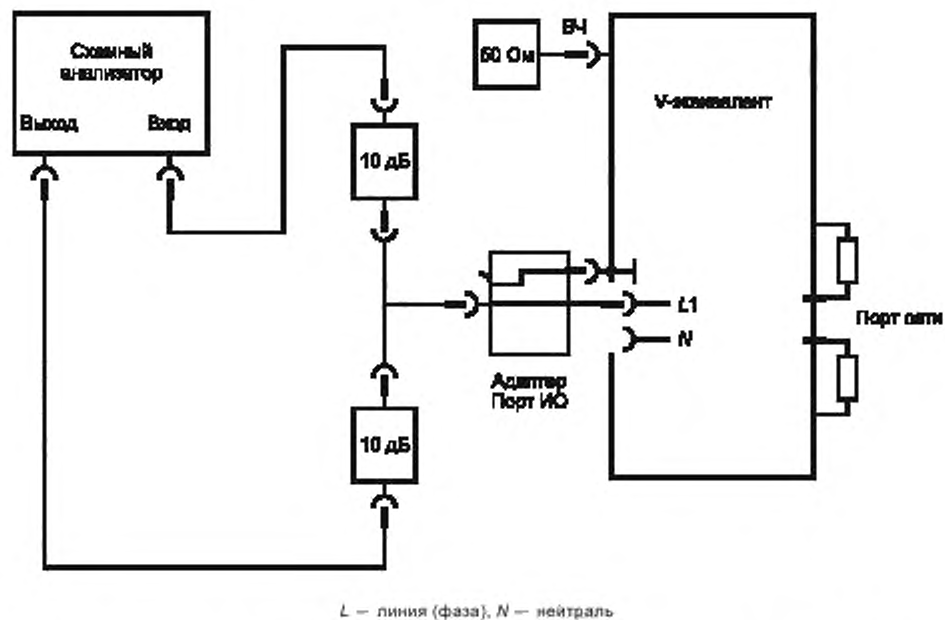 Схемный
анализатор
Выход
Вход
10 дБ
50 Ом
ВЧ
V-эквивалент
L1
N
Адаптер
Порт ИО
Порт сети
10 дБ
L — линия (фаза), N — нейтраль